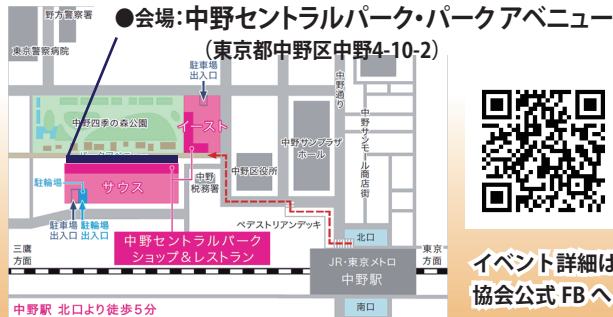 ●会場:中野セントラルパーク・パークアベニュー
(東京都中野区中野4-10-2)
野方警察署
東京警察病院
駐車場
出入口
中野通り
中野サンモール商店街
中野四季の森公園
イースト
中野サンプラザ
ホール
パークアベニュー
中野
税務署
中野区役所
駐輪場
サウス
駐車場
出入口
駐輪場
出入口
ペデストリアンデッキ
中野セントラルパーク
ショップ&レストラン
三鷹
方面
北口
東京
方面
JR・東京メトロ
中野駅
南口
中野駅 北口より徒歩5分
イベント詳細は
協会公式 FB へ